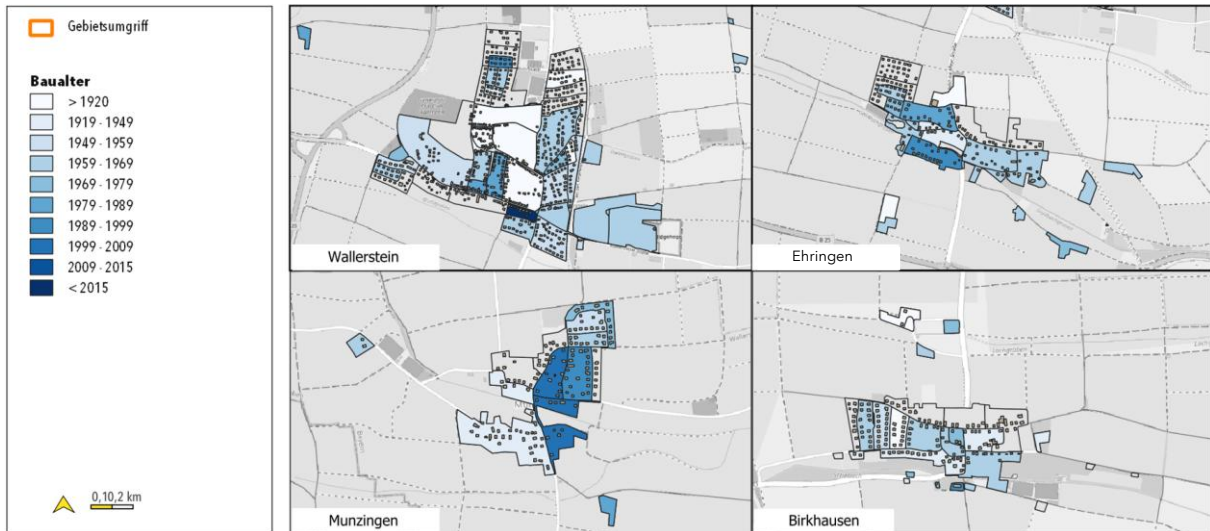 Gebietsumgriff
Baualter
> 1920
1919 - 1949
1949 - 1959
1959 - 1969
1969 - 1979
1979 - 1989
1989 - 1999
1999 - 2009
2009 - 2015
< 2015
0,10,2 km
Wallerstein
B 25
Ehringen
Munzingen
Birkhausen